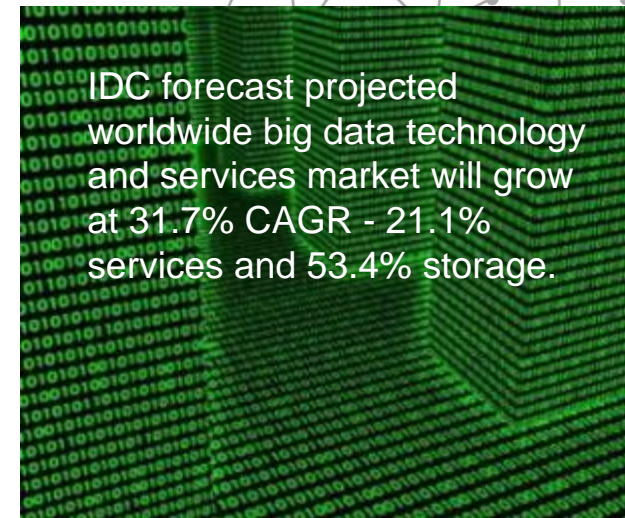 IDC forecast projected
worldwide big data technology
and services market will grow
at 31.7% CAGR - 21.1%
services and 53.4% storage.